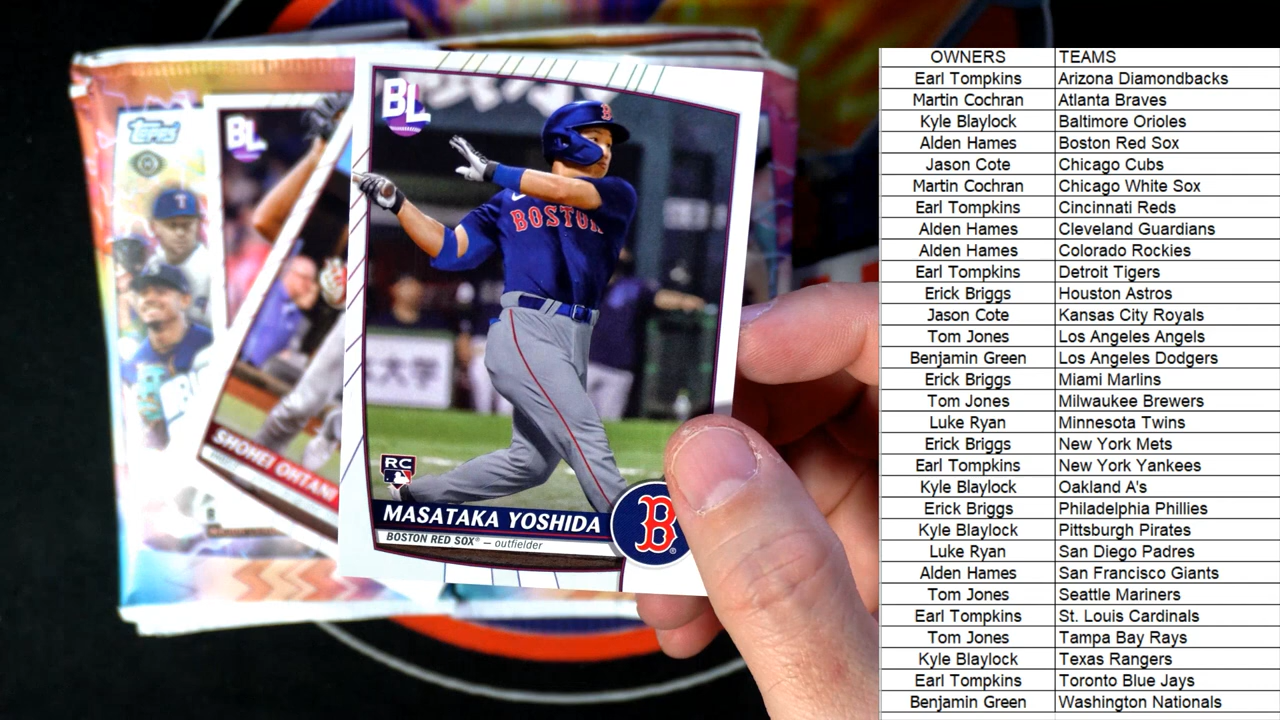 Topps
BL
SHOHEI OHTANI
BL
BOSTON
RC
MASATAKA YOSHIDA
BOSTON RED SOX® — outfielder
B
®
OWNERS TEAMS
Earl Tompkins Arizona Diamondbacks
Martin Cochran Atlanta Braves
Kyle Blaylock Baltimore Orioles
Alden Hames Boston Red Sox
Jason Cote Chicago Cubs
Martin Cochran Chicago White Sox
Earl Tompkins Cincinnati Reds
Alden Hames Cleveland Guardians
Alden Hames Colorado Rockies
Earl Tompkins Detroit Tigers
Erick Briggs Houston Astros
Jason Cote Kansas City Royals
Tom Jones Los Angeles Angels
Benjamin Green Los Angeles Dodgers
Erick Briggs Miami Marlins
Tom Jones Milwaukee Brewers
Luke Ryan Minnesota Twins
Erick Briggs New York Mets
Earl Tompkins New York Yankees
Kyle Blaylock Oakland A's
Erick Briggs Philadelphia Phillies
Kyle Blaylock Pittsburgh Pirates
Luke Ryan San Diego Padres
Alden Hames San Francisco Giants
Tom Jones Seattle Mariners
Earl Tompkins St. Louis Cardinals
Tom Jones Tampa Bay Rays
Kyle Blaylock Texas Rangers
Earl Tompkins Toronto Blue Jays
Benjamin Green Washington Nationals